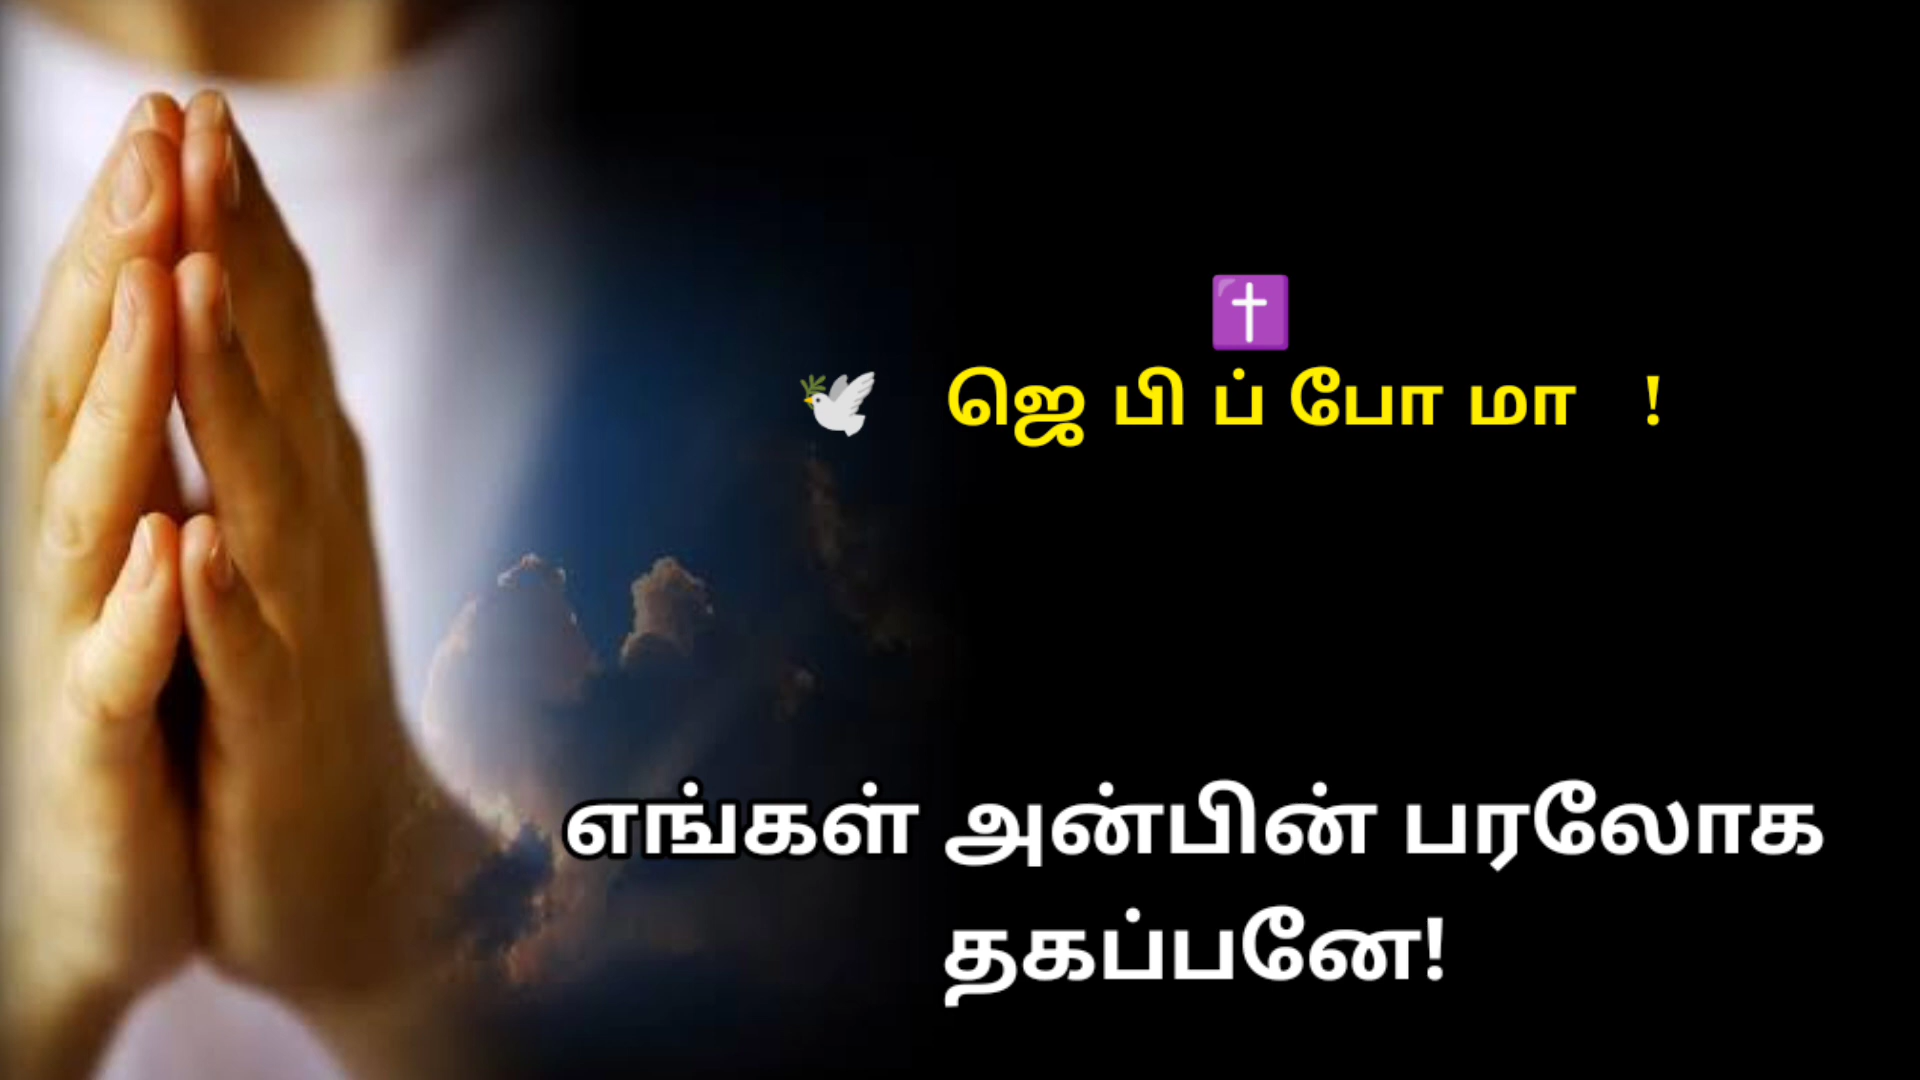 ஜெ பி ப் போ மா !
எங்கள் அன்பின் பரலோக
தகப்பனே!